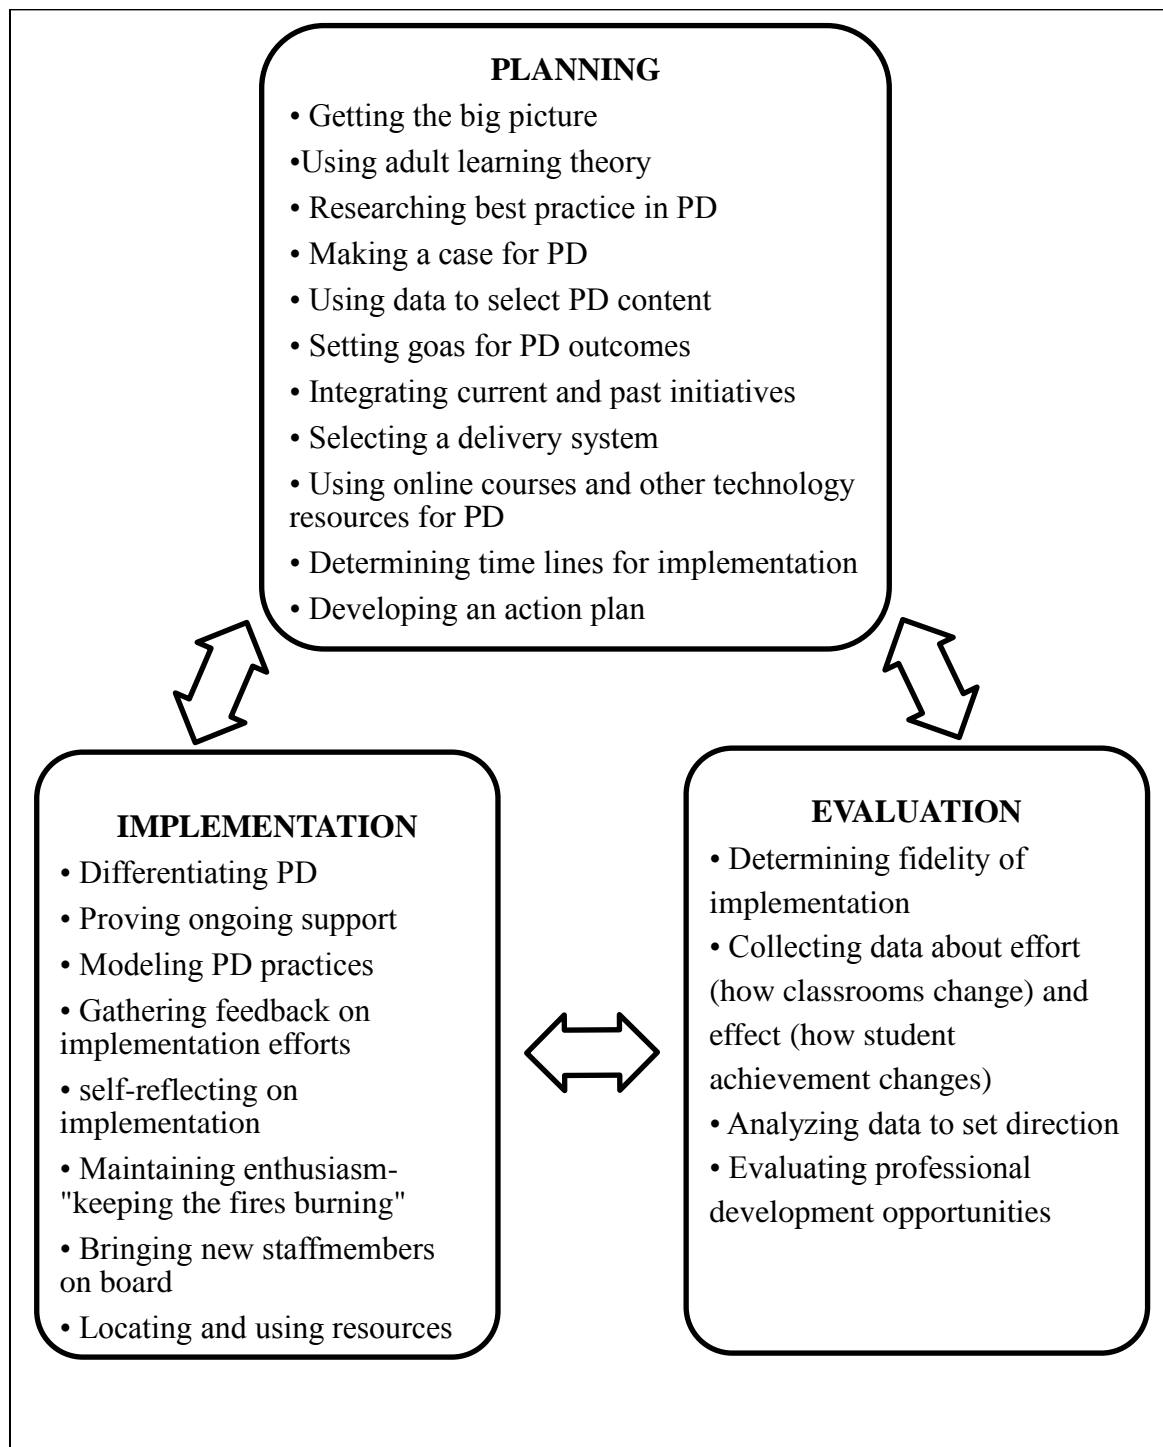 PLANNING
• Getting the big picture
•Using adult learning theory
• Researching best practice in PD
• Making a case for PD
• Using data to select PD content
• Setting goas for PD outcomes
• Integrating current and past initiatives
• Selecting a delivery system
• Using online courses and other technology
resources for PD
• Determining time lines for implementation
• Developing an action plan
IMPLEMENTATION
• Differentiating PD
• Proving ongoing support
• Modeling PD practices
• Gathering feedback on
implementation efforts
• self-reflecting on
implementation
• Maintaining enthusiasm-
"keeping the fires burning"
• Bringing new staffmembers
on board
• Locating and using resources
EVALUATION
• Determining fidelity of
implementation
• Collecting data about effort
(how classrooms change) and
effect (how student
achievement changes)
• Analyzing data to set direction
• Evaluating professional
development opportunities